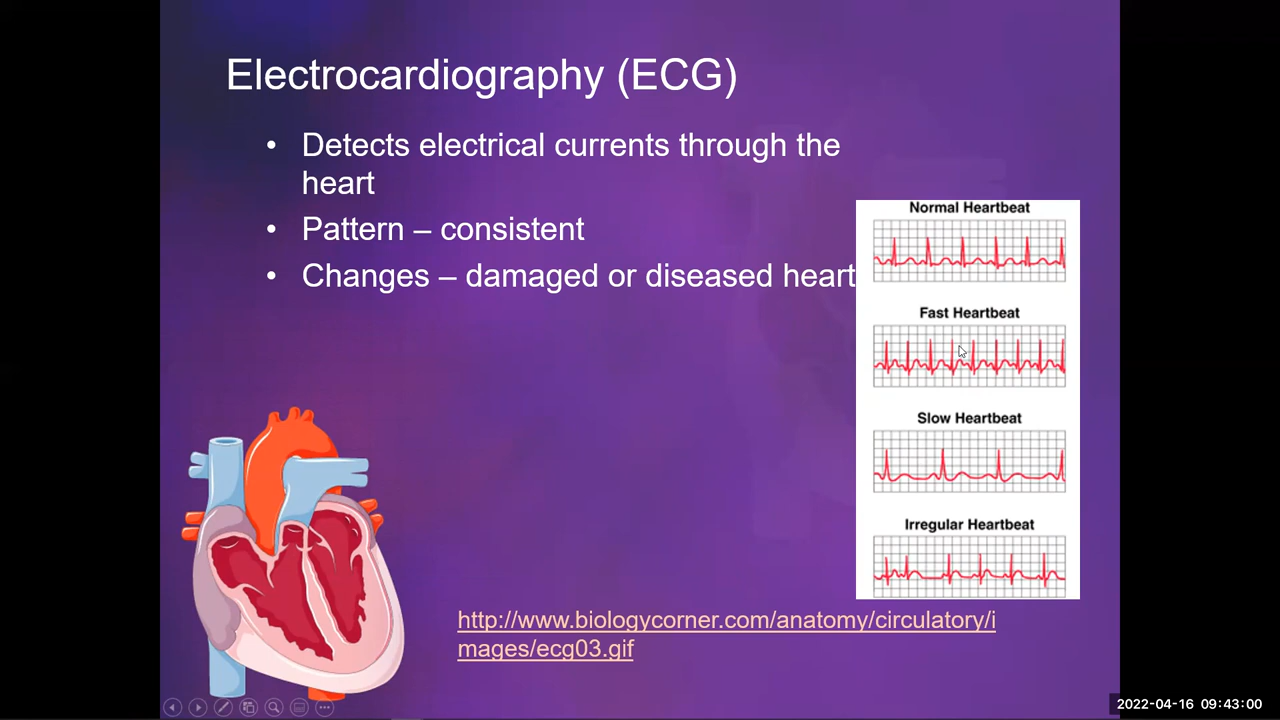 Electrocardiography (ECG)
• Detects electrical currents through the
heart
• Pattern – consistent
• Changes – damaged or diseased heart
Normal Heartbeat
Fast Heartbeat
Slow Heartbeat
Irregular Heartbeat
http://www.biologycorner.com/anatomy/circulatory/i
mages/ecg03.gif
2022-04-16 09:43:00